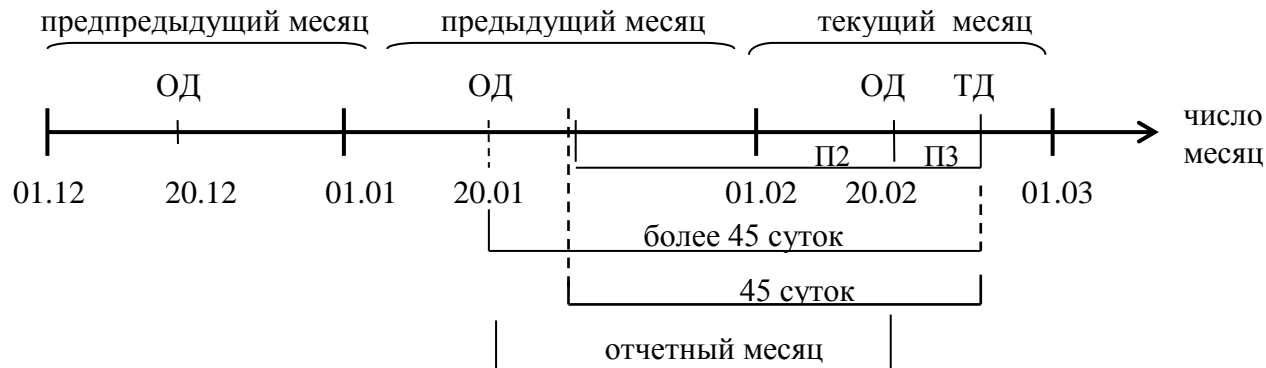 предпредыдущий месяц предыдущий месяц текущий месяц
ОД ОД ОД ТД
число
месяц
П2 П3
01.12 20.12 01.01 20.01 01.02 20.02 01.03
более 45 суток
45 суток
отчетный месяц